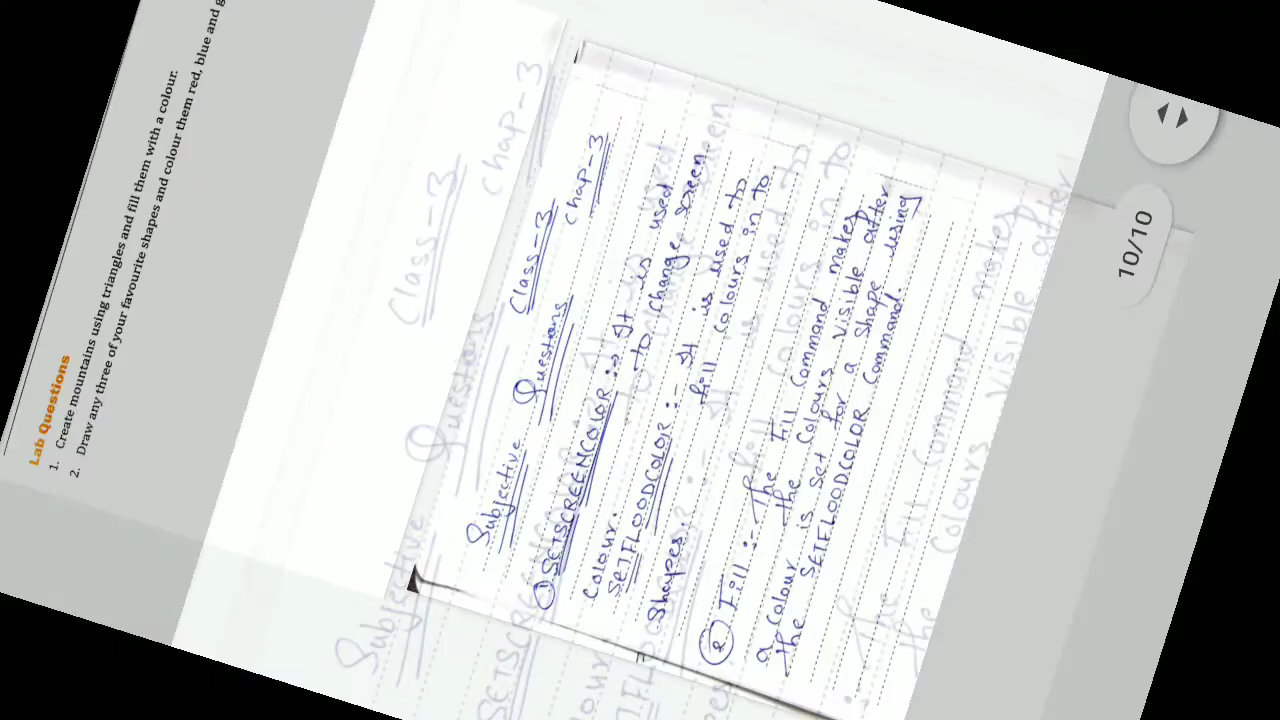 Lab Questions
1. Create mountains using triangles and fill them with a colour.
2. Draw any three of your favourite shapes and colour them red, blue and g
Class-3
Subjective Questions chap-3
① SETSCREENCOLOR :- It is used
to change screen
colour.
SETFLOODCOLOR :- It is used to
fill colours in to
Shapes.
② Fill :- The Fill command makes
the colours visible after
a colour is set for a shape using
the SETFLOODCOLOR command.
10/10